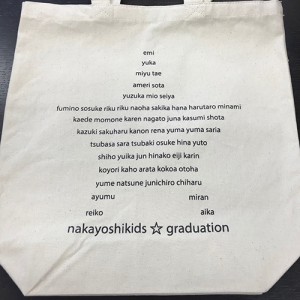 emi
yuka
miyu tae
ameri sota
yuzuka mio seiya
fumino sosuke riku riku naoha sakika hana harutaro minami
kaede momone karen nagato juna kasumi shota
kazuki sakuharu kanon rena yuma yuma saria
tsubasa sara tsubaki osuke hina yuto
shiho yuika jun hinako eiji karin
koyori kaho arata kokoa otoha
yume natsune junichiro chiharu
ayumu miran
reiko aika
nakayoshikids ☆ graduation